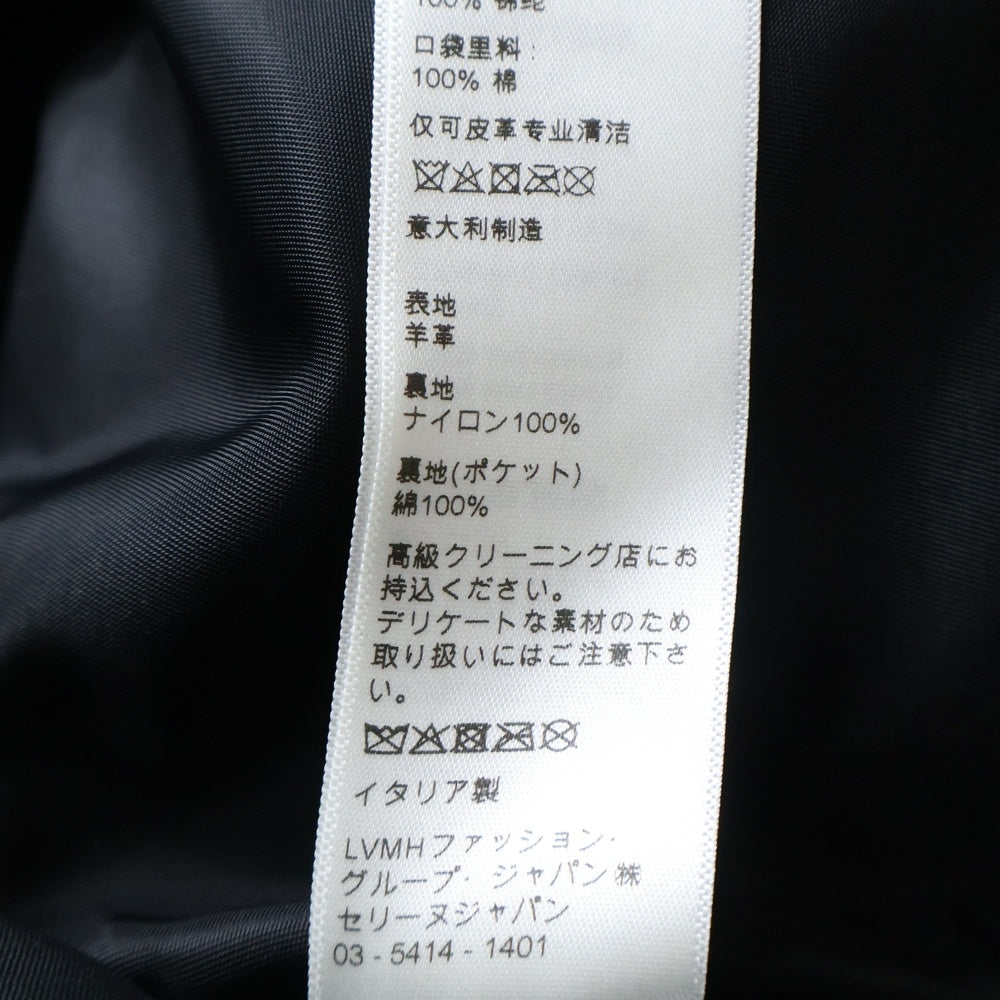 100% 锦纶
口袋里料:
100% 棉
仅可皮革专业清洁
意大利制造
表地
羊革
裏地
ナイロン100%
裏地(ポケット)
綿100%
高級クリーニング店にお
持込ください。
デリケートな素材のため
取り扱いにはご注意下さ
い。
イタリア製
LVMHファッション・
グループ・ジャパン㈱
セリーヌジャパン
03 - 5414 - 1401